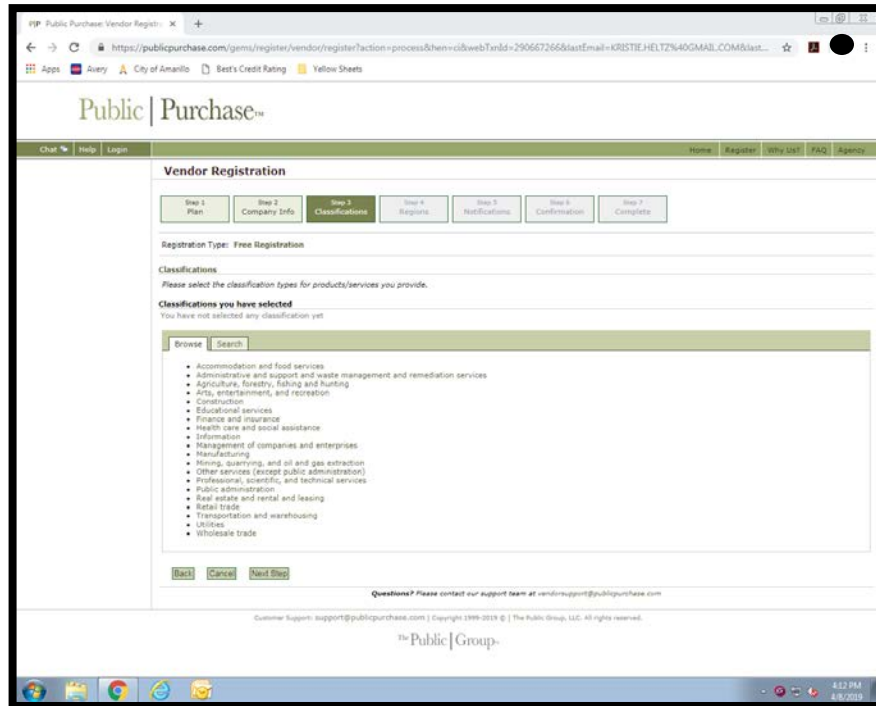 P|P Public Purchase: Vendor Regist
https://publicpurchase.com/gems/register/vendor/register?action=process&then=ci&webTxnId=290667266&lastEmail=KRISTIE.HELTZ%40GMAIL.COM&last...
Apps Avery City of Amarillo Best's Credit Rating Yellow Sheets
Public | Purchase™
Chat Help Login Home Register Why Us? FAQ Agency
Vendor Registration
Step 1 Step 2 Step 3 Step 4 Step 5 Step 6 Step 7
Plan Company Info Classifications Regions Notifications Confirmation Complete
Registration Type: Free Registration
Classifications
Please select the classification types for products/services you provide.
Classifications you have selected
You have not selected any classification yet
Browse Search
Accommodation and food services
Administrative and support and waste management and remediation services
Agriculture, forestry, fishing and hunting
Arts, entertainment, and recreation
Construction
Educational services
Finance and insurance
Health care and social assistance
Information
Management of companies and enterprises
Manufacturing
Mining, quarrying, and oil and gas extraction
Other services (except public administration)
Professional, scientific, and technical services
Public administration
Real estate and rental and leasing
Retail trade
Transportation and warehousing
Utilities
Wholesale trade
Back Cancel Next Step
Questions? Please contact our support team at vendorsupport@publicpurchase.com
Customer Support: support@publicpurchase.com | Copyright 1999-2019 © | The Public Group, LLC. All rights reserved.
The Public | Group™
4:12 PM
4/8/2019